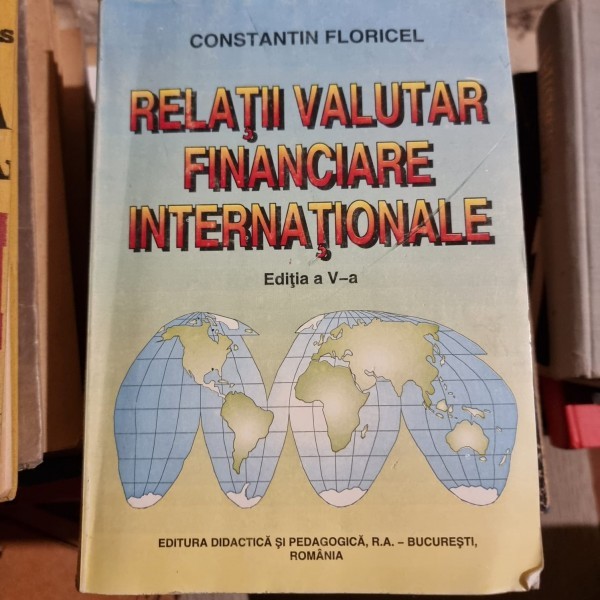 CONSTANTIN FLORICEL
RELAŢII VALUTAR
FINANCIARE
INTERNAŢIONALE
Ediţia a V–a
EDITURA DIDACTICĂ ŞI PEDAGOGICĂ, R.A. – BUCUREŞTI,
ROMÂNIA